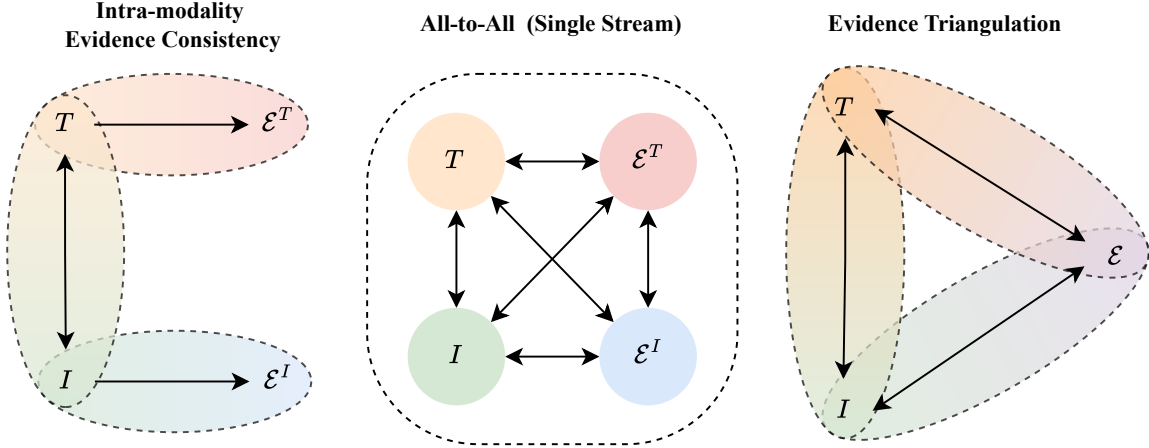 Intra-modality
Evidence Consistency
T
ℰ^T
I
ℰ^I
All-to-All (Single Stream)
T
ℰ^T
I
ℰ^I
Evidence Triangulation
T
ℰ
I